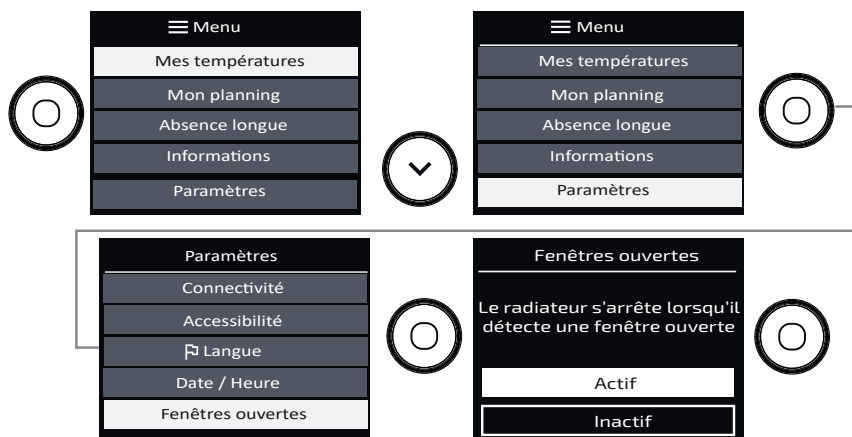 Menu
Mes températures
Mon planning
Absence longue
Informations
Paramètres
Menu
Mes températures
Mon planning
Absence longue
Informations
Paramètres
Paramètres
Connectivité
Accessibilité
Langue
Date / Heure
Fenêtres ouvertes
Fenêtres ouvertes
Le radiateur s'arrête lorsqu'il
détecte une fenêtre ouverte
Actif
Inactif